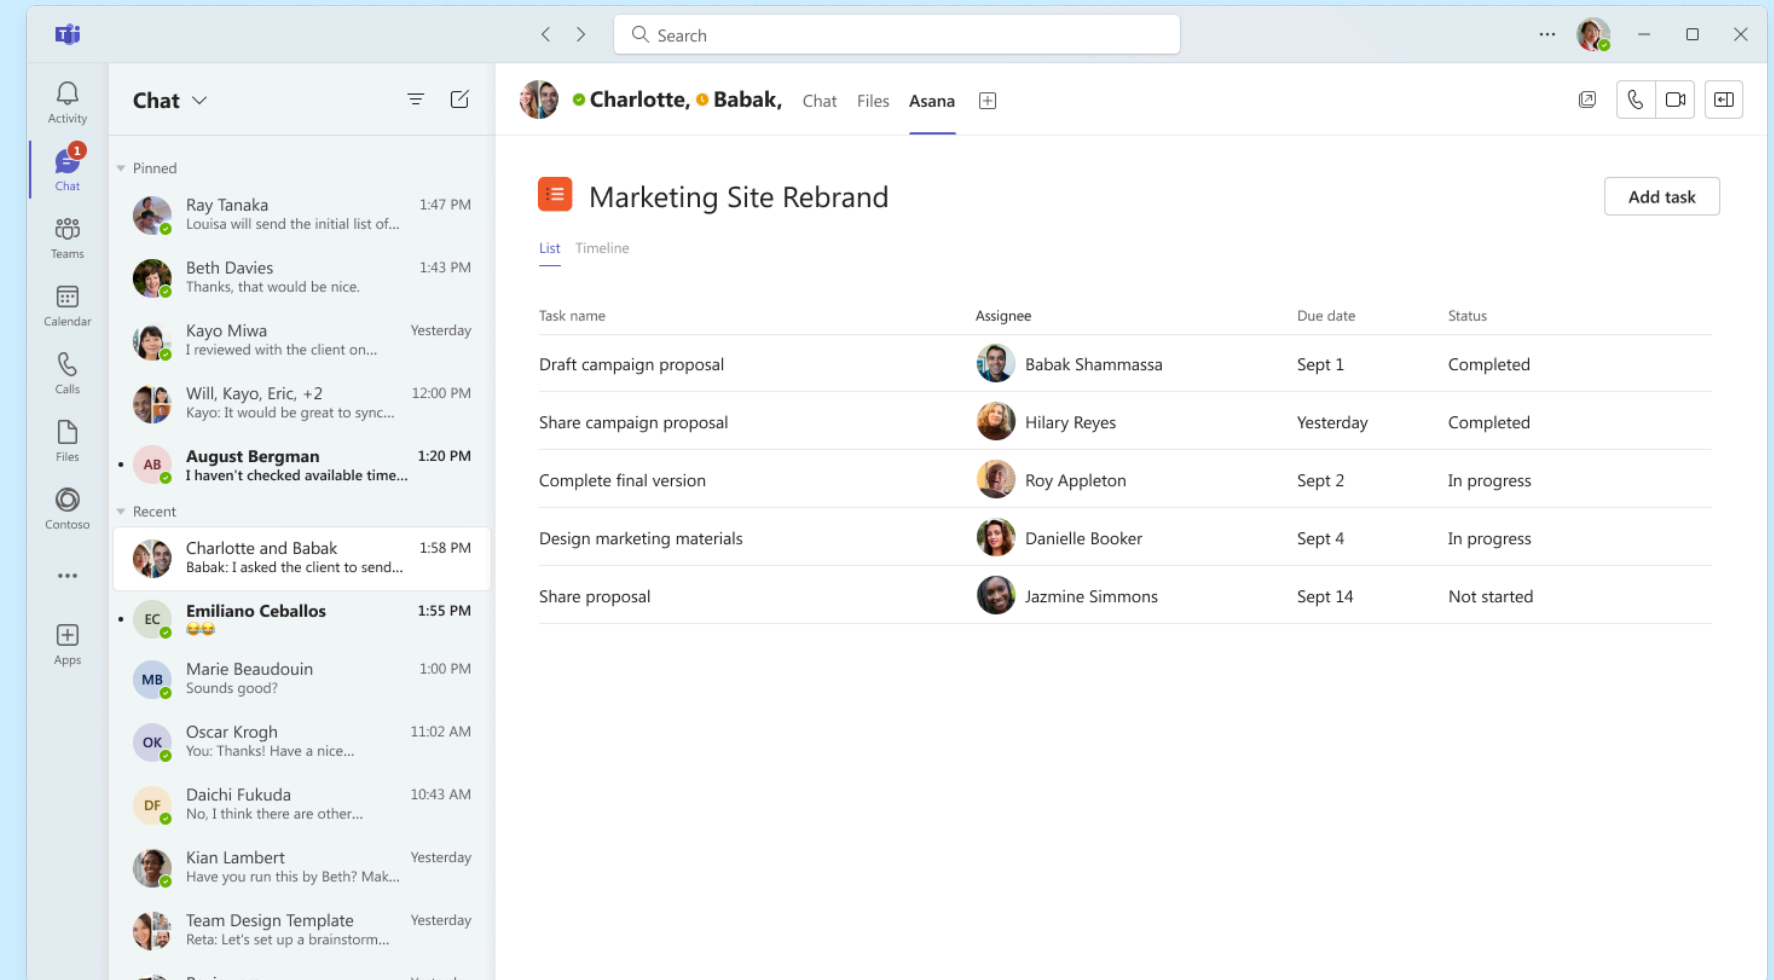 Search
Activity
1
Chat
Teams
Calendar
Calls
Files
Contoso
Apps
Chat
Pinned
Ray Tanaka 1:47 PM
Louisa will send the initial list of...
Beth Davies 1:43 PM
Thanks, that would be nice.
Kayo Miwa Yesterday
I reviewed with the client on...
Will, Kayo, Eric, +2 12:00 PM
Kayo: It would be great to sync...
AB August Bergman 1:20 PM
I haven't checked available time...
Recent
Charlotte and Babak 1:58 PM
Babak: I asked the client to send...
EC Emiliano Ceballos 1:55 PM
😂😂
MB Marie Beaudouin 1:00 PM
Sounds good?
OK Oscar Krogh 11:02 AM
You: Thanks! Have a nice...
DF Daichi Fukuda 10:43 AM
No, I think there are other...
Kian Lambert Yesterday
Have you run this by Beth? Mak...
Team Design Template Yesterday
Reta: Let's set up a brainstorm...
Charlotte, Babak, Chat Files Asana
Marketing Site Rebrand
Add task
List Timeline
Task name Assignee Due date Status
Draft campaign proposal Babak Shammassa Sept 1 Completed
Share campaign proposal Hilary Reyes Yesterday Completed
Complete final version Roy Appleton Sept 2 In progress
Design marketing materials Danielle Booker Sept 4 In progress
Share proposal Jazmine Simmons Sept 14 Not started